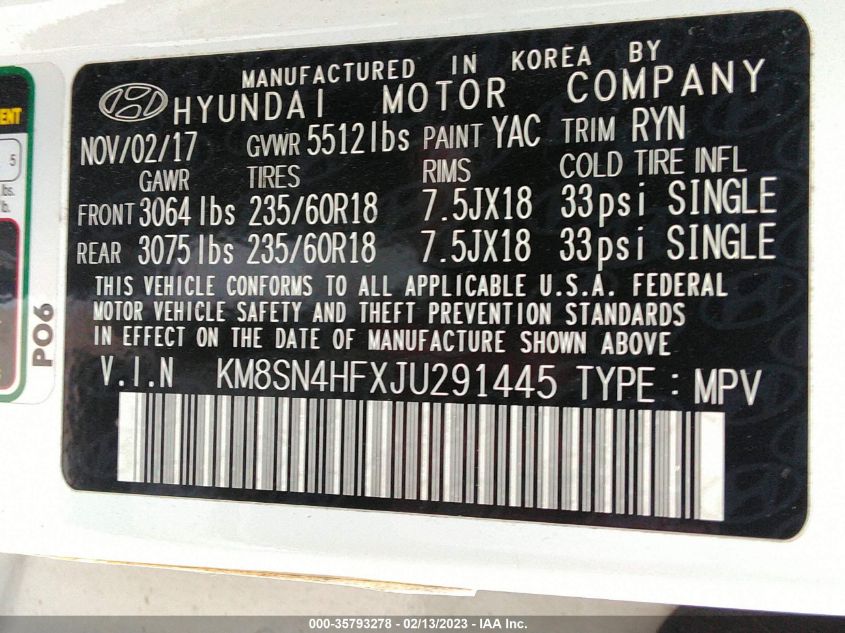 MANUFACTURED IN KOREA BY
HYUNDAI MOTOR COMPANY
NOV/02/17 GVWR 5512lbs PAINT YAC TRIM RYN
GAWR TIRES RIMS COLD TIRE INFL
FRONT 3064 lbs 235/60R18 7.5JX18 33psi SINGLE
REAR 3075 lbs 235/60R18 7.5JX18 33psi SINGLE
THIS VEHICLE CONFORMS TO ALL APPLICABLE U.S.A. FEDERAL
MOTOR VEHICLE SAFETY AND THEFT PREVENTION STANDARDS
IN EFFECT ON THE DATE OF MANUFACTURE SHOWN ABOVE
V.I.N KM8SN4HFXJU291445 TYPE : MPV
5
lbs.
b.
P06
000-35793278 - 02/13/2023 - IAA Inc.